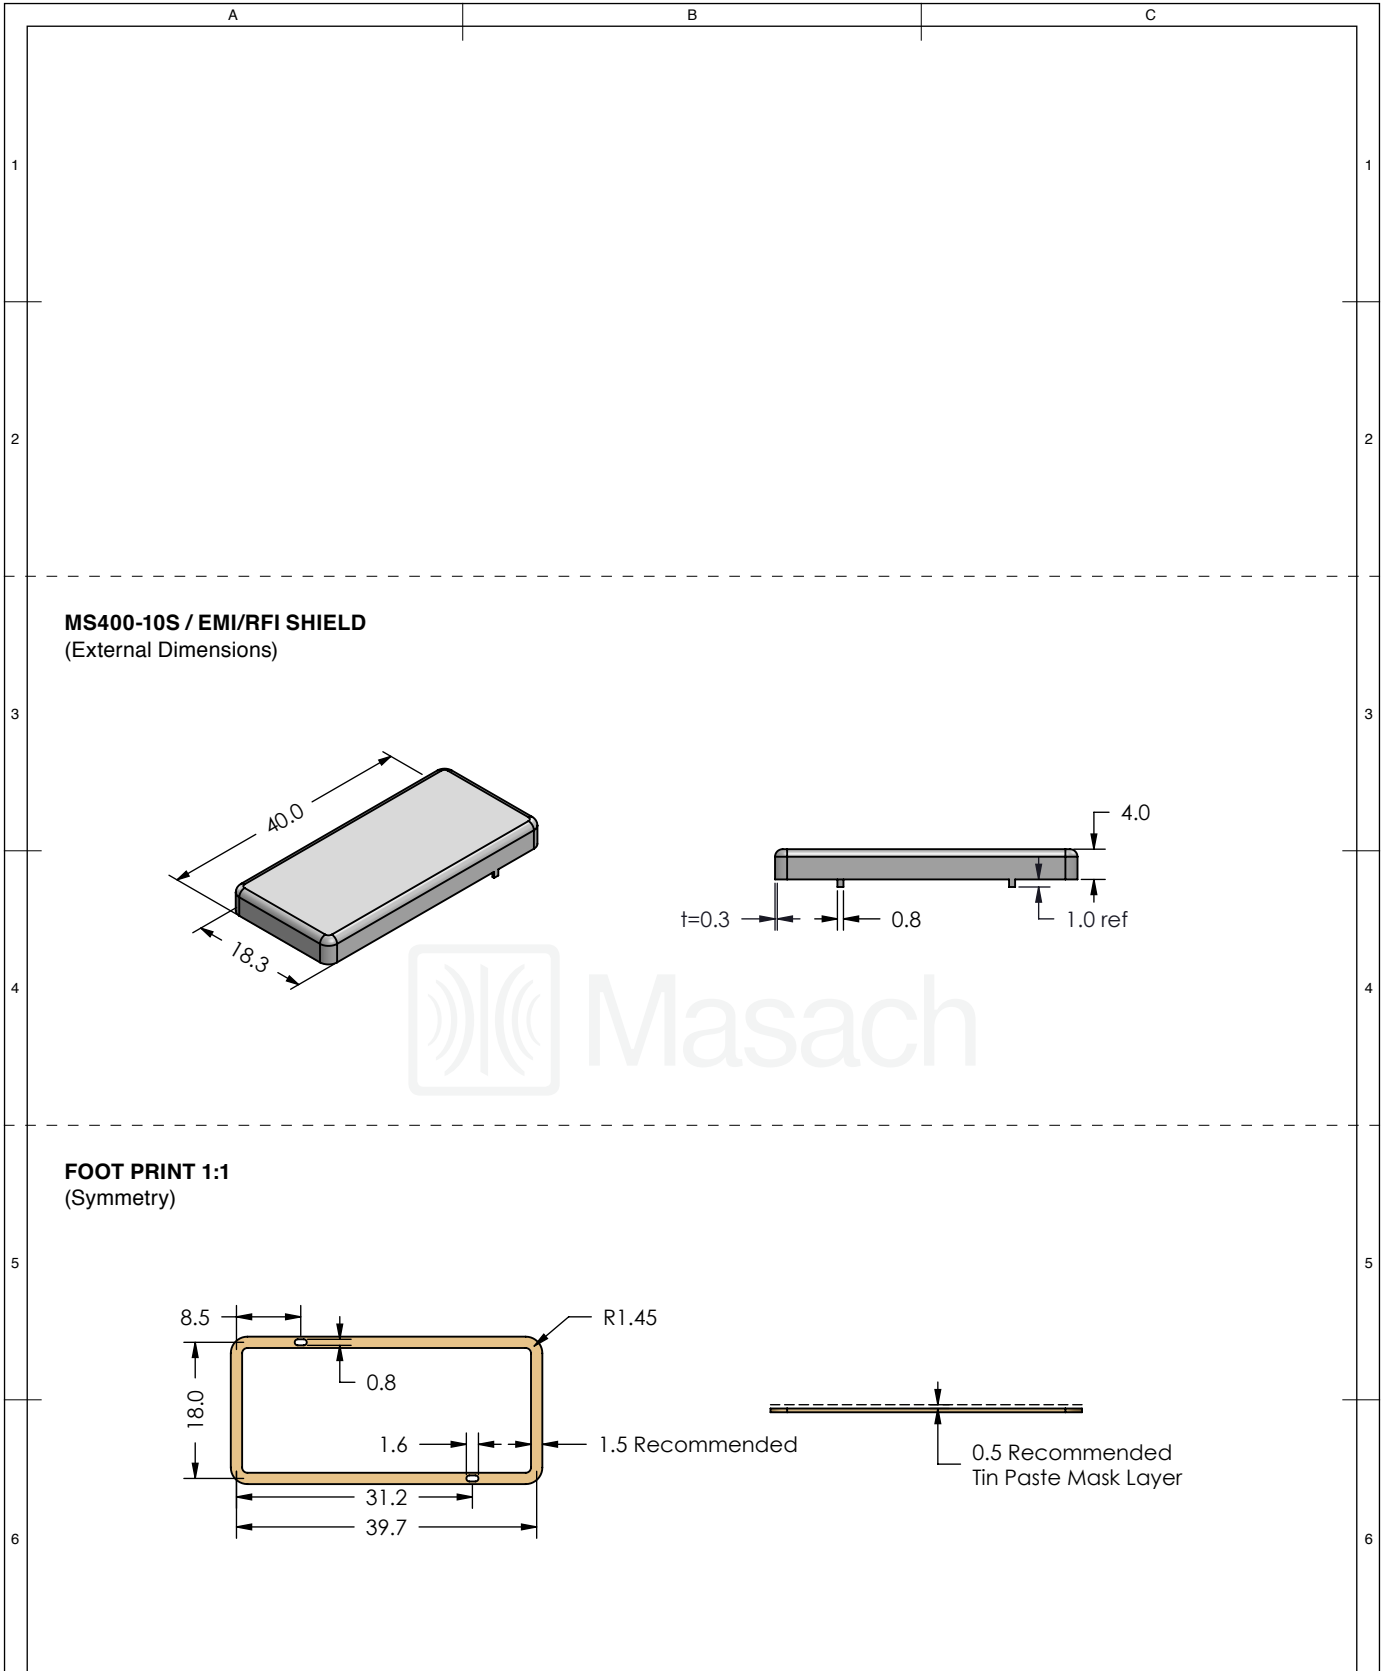 A B C
1 1
2 2
MS400-10S / EMI/RFI SHIELD
(External Dimensions)
3 3
40.0
18.3
4.0
t=0.3 0.8 1.0 ref
Masach
4 4
FOOT PRINT 1:1
(Symmetry)
5 5
8.5 R1.45
0.8
18.0
1.6 1.5 Recommended
0.5 Recommended
Tin Paste Mask Layer
31.2
39.7
6 6